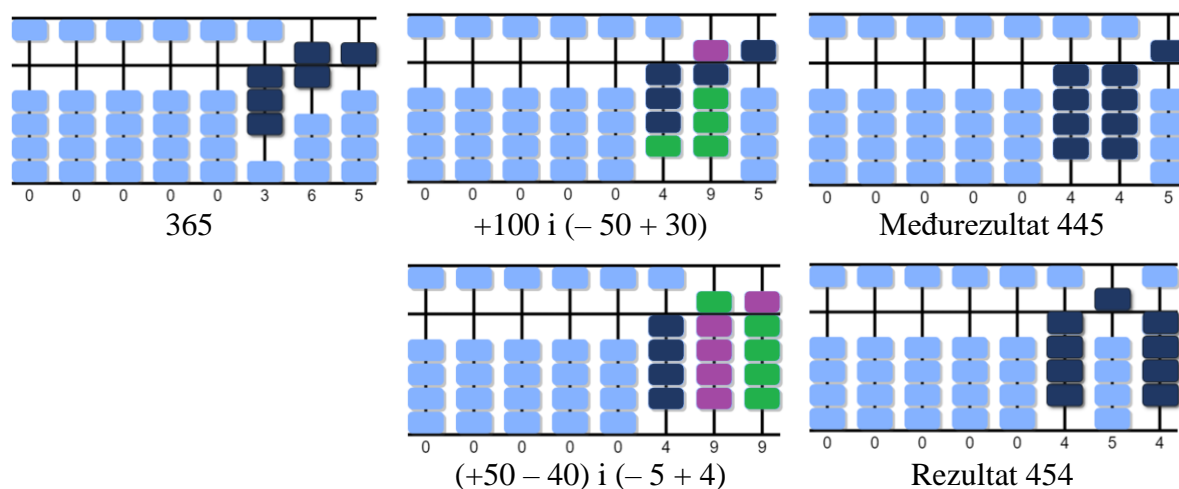 0 0 0 0 0 3 6 5
365
0 0 0 0 0 4 9 5
+100 i (– 50 + 30)
0 0 0 0 0 4 4 5
Međurezultat 445
0 0 0 0 0 4 9 9
(+50 – 40) i (– 5 + 4)
0 0 0 0 0 4 5 4
Rezultat 454